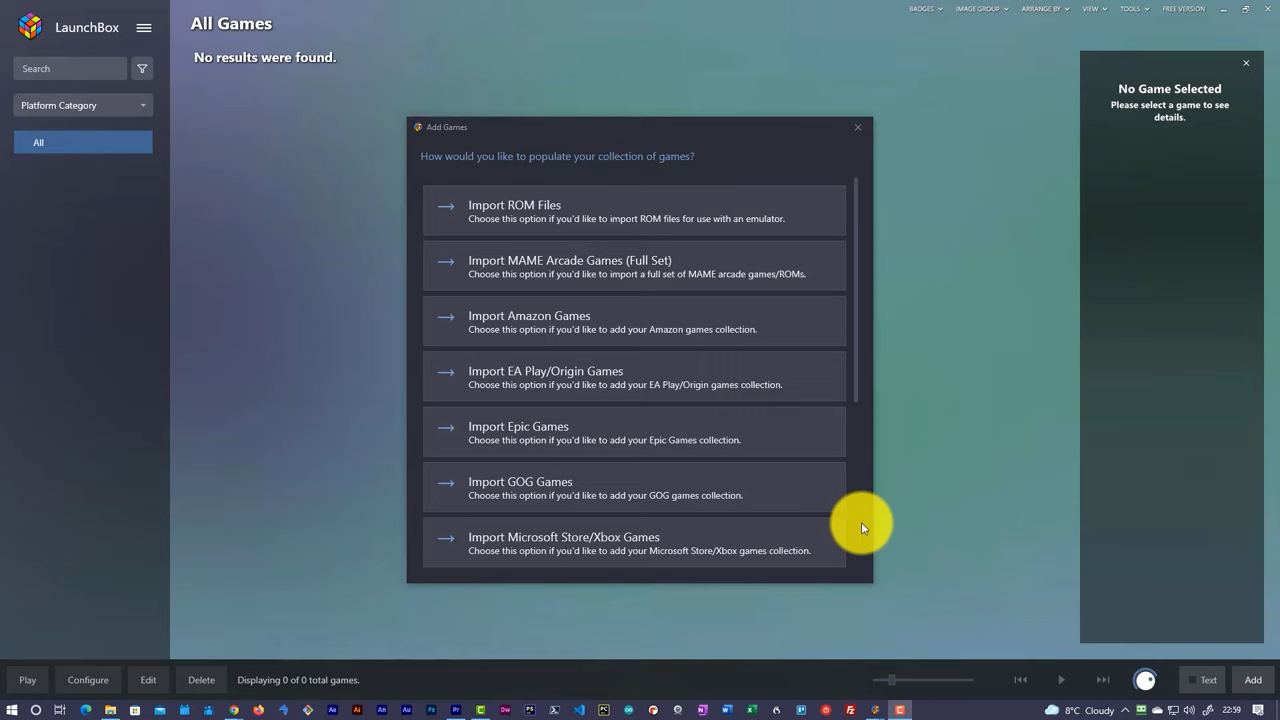 LaunchBox
All Games
BADGES
IMAGE GROUP
ARRANGE BY
VIEW
TOOLS
FREE VERSION
Search
No results were found.
Platform Category
All
No Game Selected
Please select a game to see
details.
Add Games
How would you like to populate your collection of games?
Import ROM Files
Choose this option if you'd like to import ROM files for use with an emulator.
Import MAME Arcade Games (Full Set)
Choose this option if you'd like to import a full set of MAME arcade games/ROMs.
Import Amazon Games
Choose this option if you'd like to add your Amazon games collection.
Import EA Play/Origin Games
Choose this option if you'd like to add your EA Play/Origin games collection.
Import Epic Games
Choose this option if you'd like to add your Epic Games collection.
Import GOG Games
Choose this option if you'd like to add your GOG games collection.
Import Microsoft Store/Xbox Games
Choose this option if you'd like to add your Microsoft Store/Xbox games collection.
Play
Configure
Edit
Delete
Displaying 0 of 0 total games.
Text
Add
8°C Cloudy
22:59